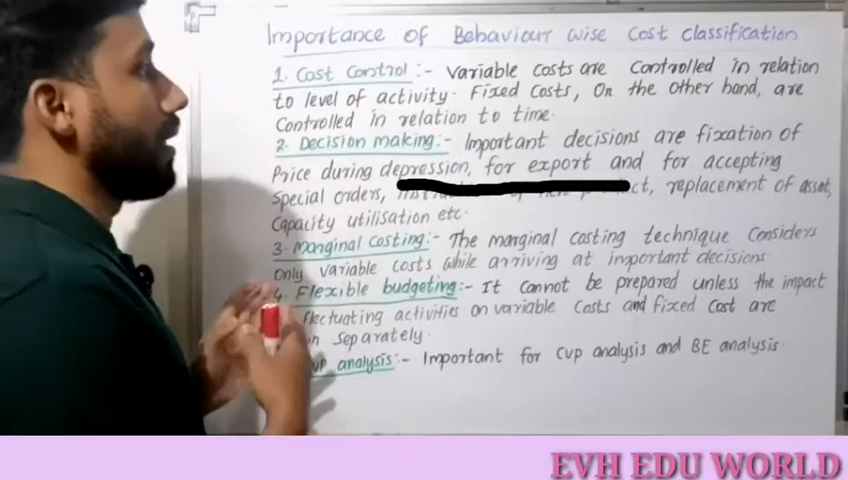 Importance of Behaviour wise Cost classification
1. Cost Control :- Variable costs are controlled in relation
to level of activity. Fixed Costs, On the other hand, are
Controlled in relation to time.
2. Decision making:- Important decisions are fixation of
Price during depression, for export and for accepting
Special orders, replacement of asset,
Capacity utilisation etc.
3. Marginal Costing:- The marginal costing technique Considers
only variable costs while arriving at important decisions.
4. Flexible budgeting:- It cannot be prepared unless the impact
fluctuating activities on variable Costs and fixed Cost are
separately.
analysis:- Important for CVP analysis and BE analysis.
EVH EDU WORLD